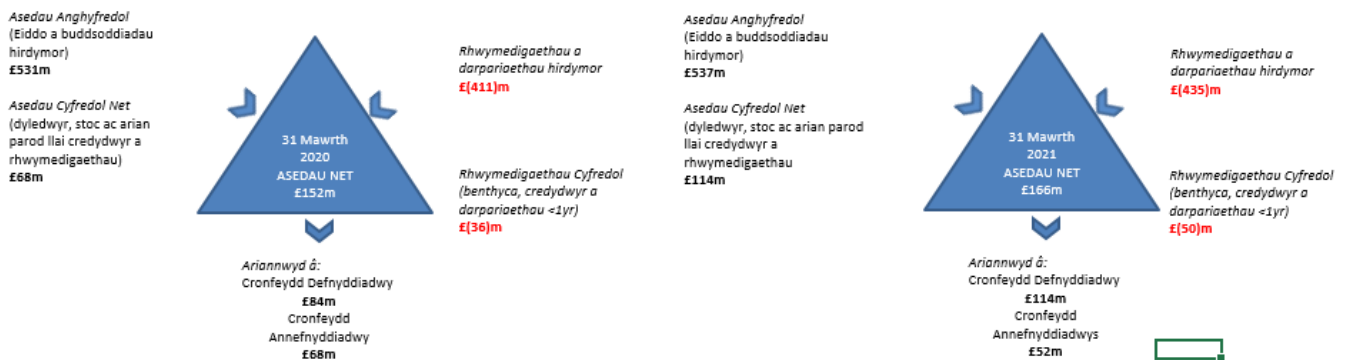 Asedau Anghyfredol
(Eiddo a buddsoddiadau
hirdymor)
£531m
Asedau Cyfredol Net
(dyledwyr, stoc ac arian
parod llai credydwyr a
rhwymedigaethau)
£68m
31 Mawrth
2020
ASEDAU NET
£152m
Rhwymedigaethau a
darpariaethau hirdymor
£(411)m
Rhwymedigaethau Cyfredol
(benthyca, credydwyr a
darpariaethau <1yr)
£(36)m
Ariannwyd â:
Cronfeydd Defnyddiadwy
£84m
Cronfeydd
Annefnyddiadwy
£68m
Asedau Anghyfredol
(Eiddo a buddsoddiadau
hirdymor)
£537m
Asedau Cyfredol Net
(dyledwyr, stoc ac arian parod
llai credydwyr a
rhwymedigaethau
£114m
31 Mawrth
2021
ASEDAU NET
£166m
Rhwymedigaethau a
darpariaethau hirdymor
£(435)m
Rhwymedigaethau Cyfredol
(benthyca, credydwyr a
darpariaethau <1yr)
£(50)m
Ariannwyd â:
Cronfeydd Defnyddiadwy
£114m
Cronfeydd
Annefnyddiadwys
£52m